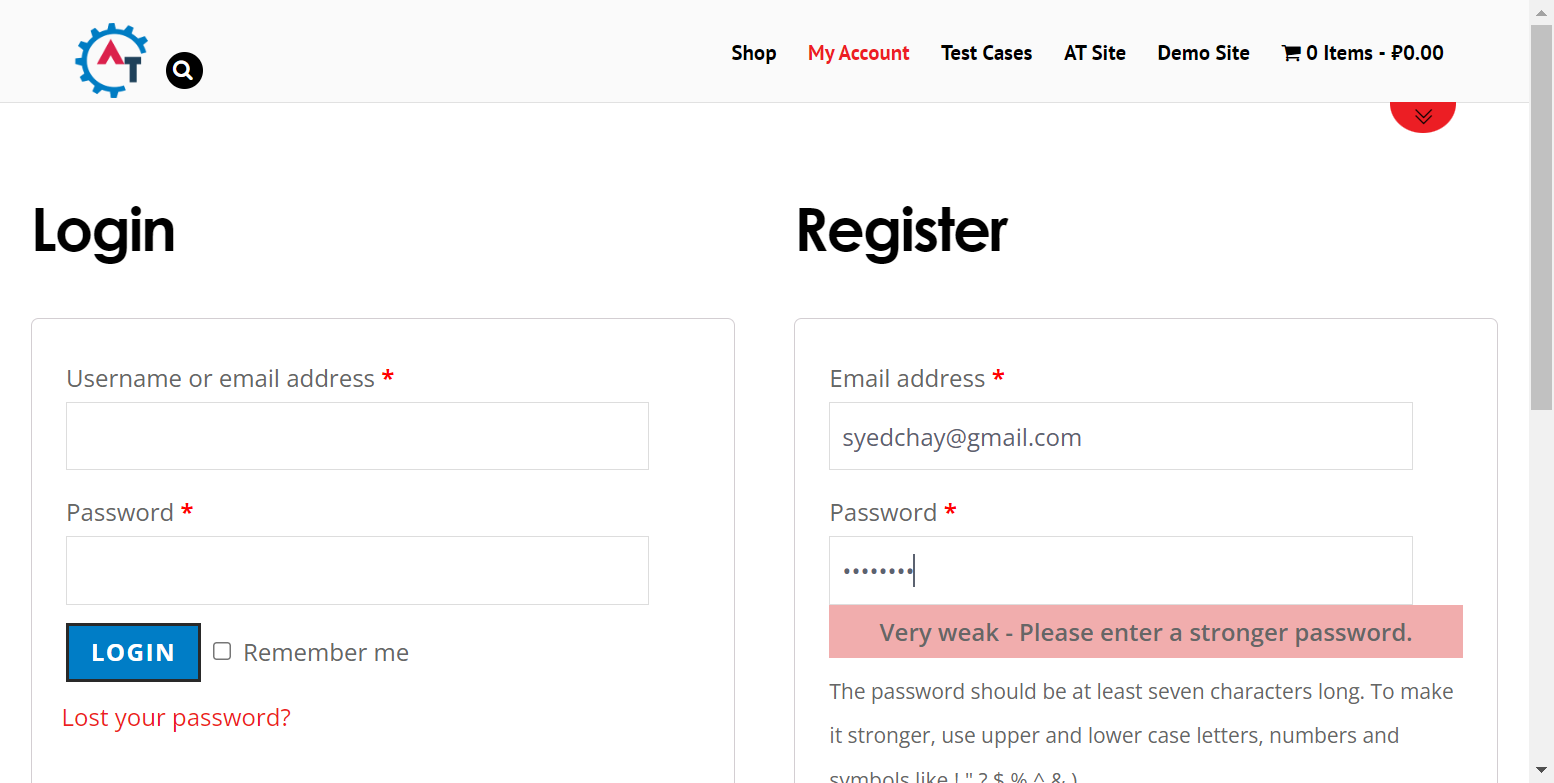 AT
Shop
My Account
Test Cases
AT Site
Demo Site
0 Items - ₽0.00
Login
Username or email address *
Password *
LOGIN
Remember me
Lost your password?
Register
Email address *
syedchay@gmail.com
Password *
••••••••
Very weak - Please enter a stronger password.
The password should be at least seven characters long. To make
it stronger, use upper and lower case letters, numbers and
symbols like ! " ? $ % ^ & ).